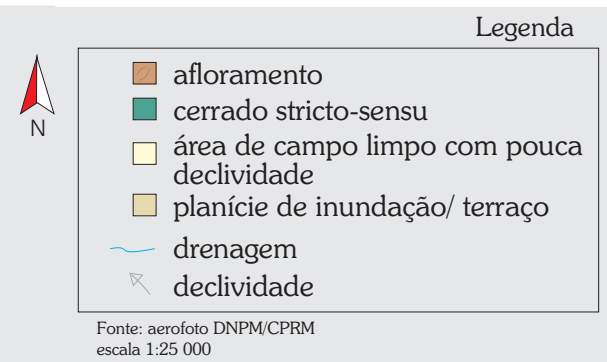 Legenda
N
afloramento
cerrado stricto-sensu
área de campo limpo com pouca
declividade
planície de inundação/ terraço
drenagem
declividade
Fonte: aerofoto DNPM/CPRM
escala 1:25 000